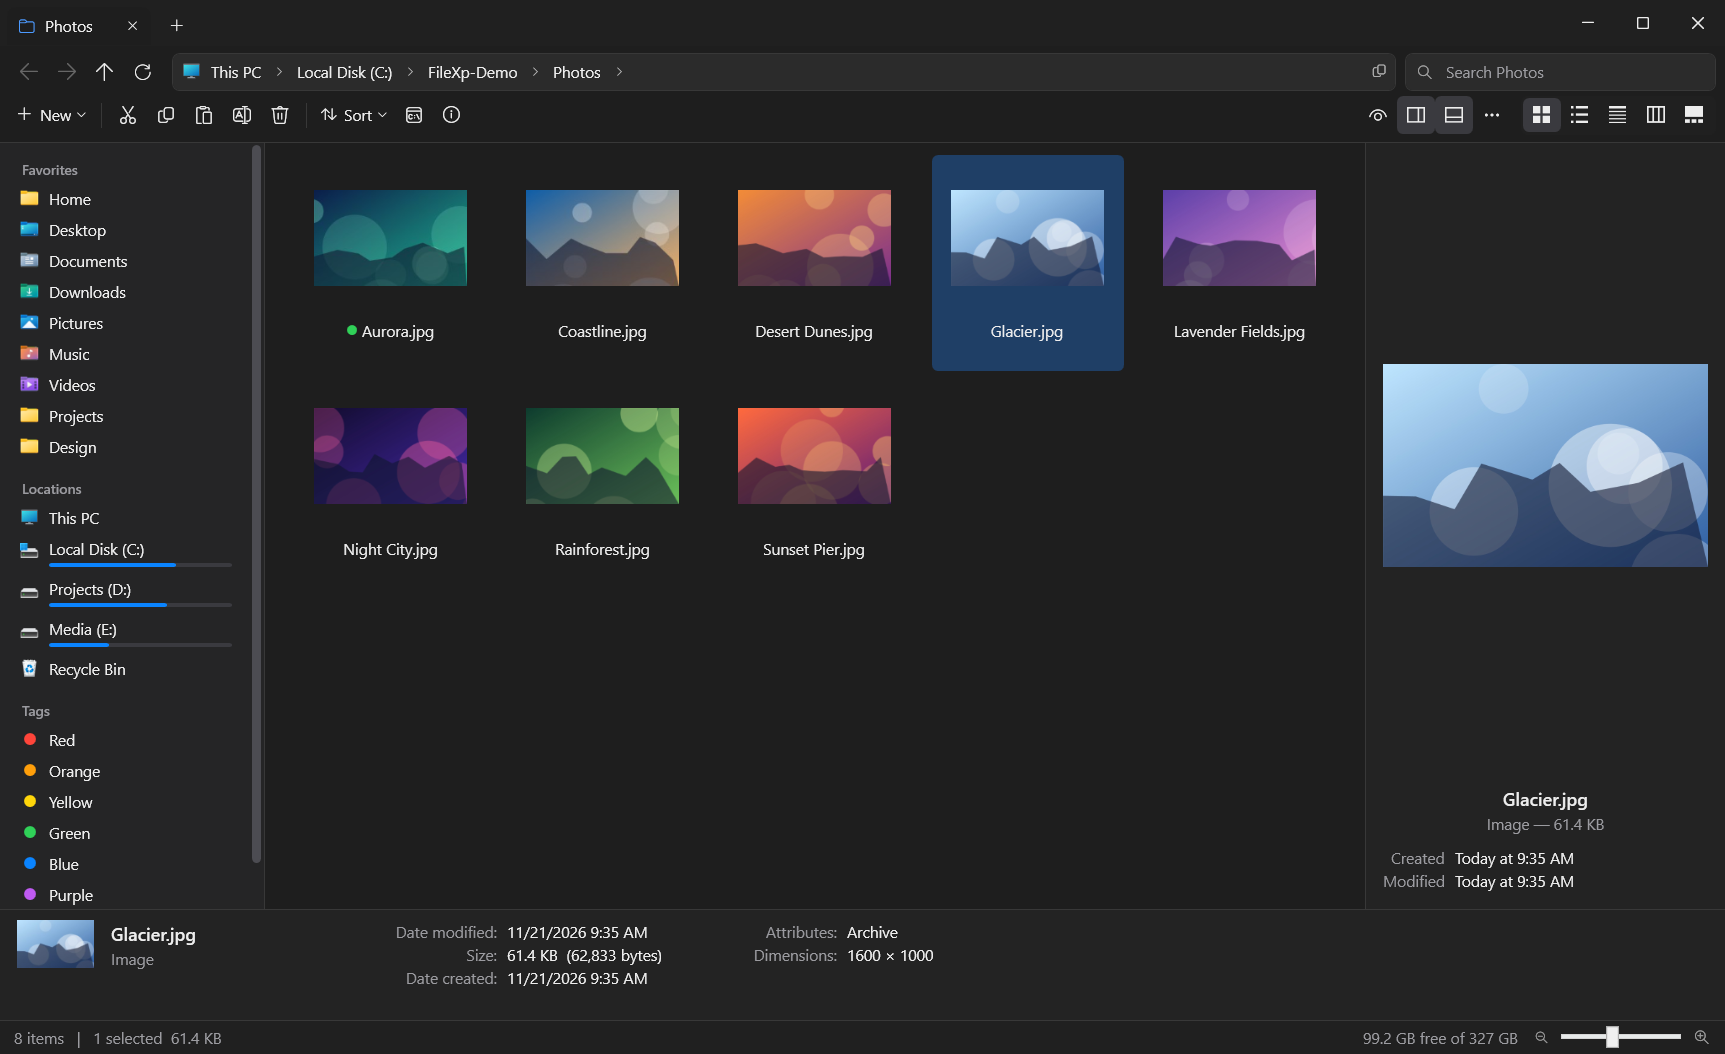 Photos
This PC
Local Disk (C:)
FileXp-Demo
Photos
Search Photos
New
Sort
Favorites
Home
Desktop
Documents
Downloads
Pictures
Music
Videos
Projects
Design
Locations
This PC
Local Disk (C:)
Projects (D:)
Media (E:)
Recycle Bin
Tags
Red
Orange
Yellow
Green
Blue
Purple
Aurora.jpg
Coastline.jpg
Desert Dunes.jpg
Glacier.jpg
Lavender Fields.jpg
Night City.jpg
Rainforest.jpg
Sunset Pier.jpg
Glacier.jpg
Image — 61.4 KB
Created Today at 9:35 AM
Modified Today at 9:35 AM
Glacier.jpg
Image
Date modified: 11/21/2026 9:35 AM
Size: 61.4 KB (62,833 bytes)
Date created: 11/21/2026 9:35 AM
Attributes: Archive
Dimensions: 1600 × 1000
8 items | 1 selected 61.4 KB
99.2 GB free of 327 GB